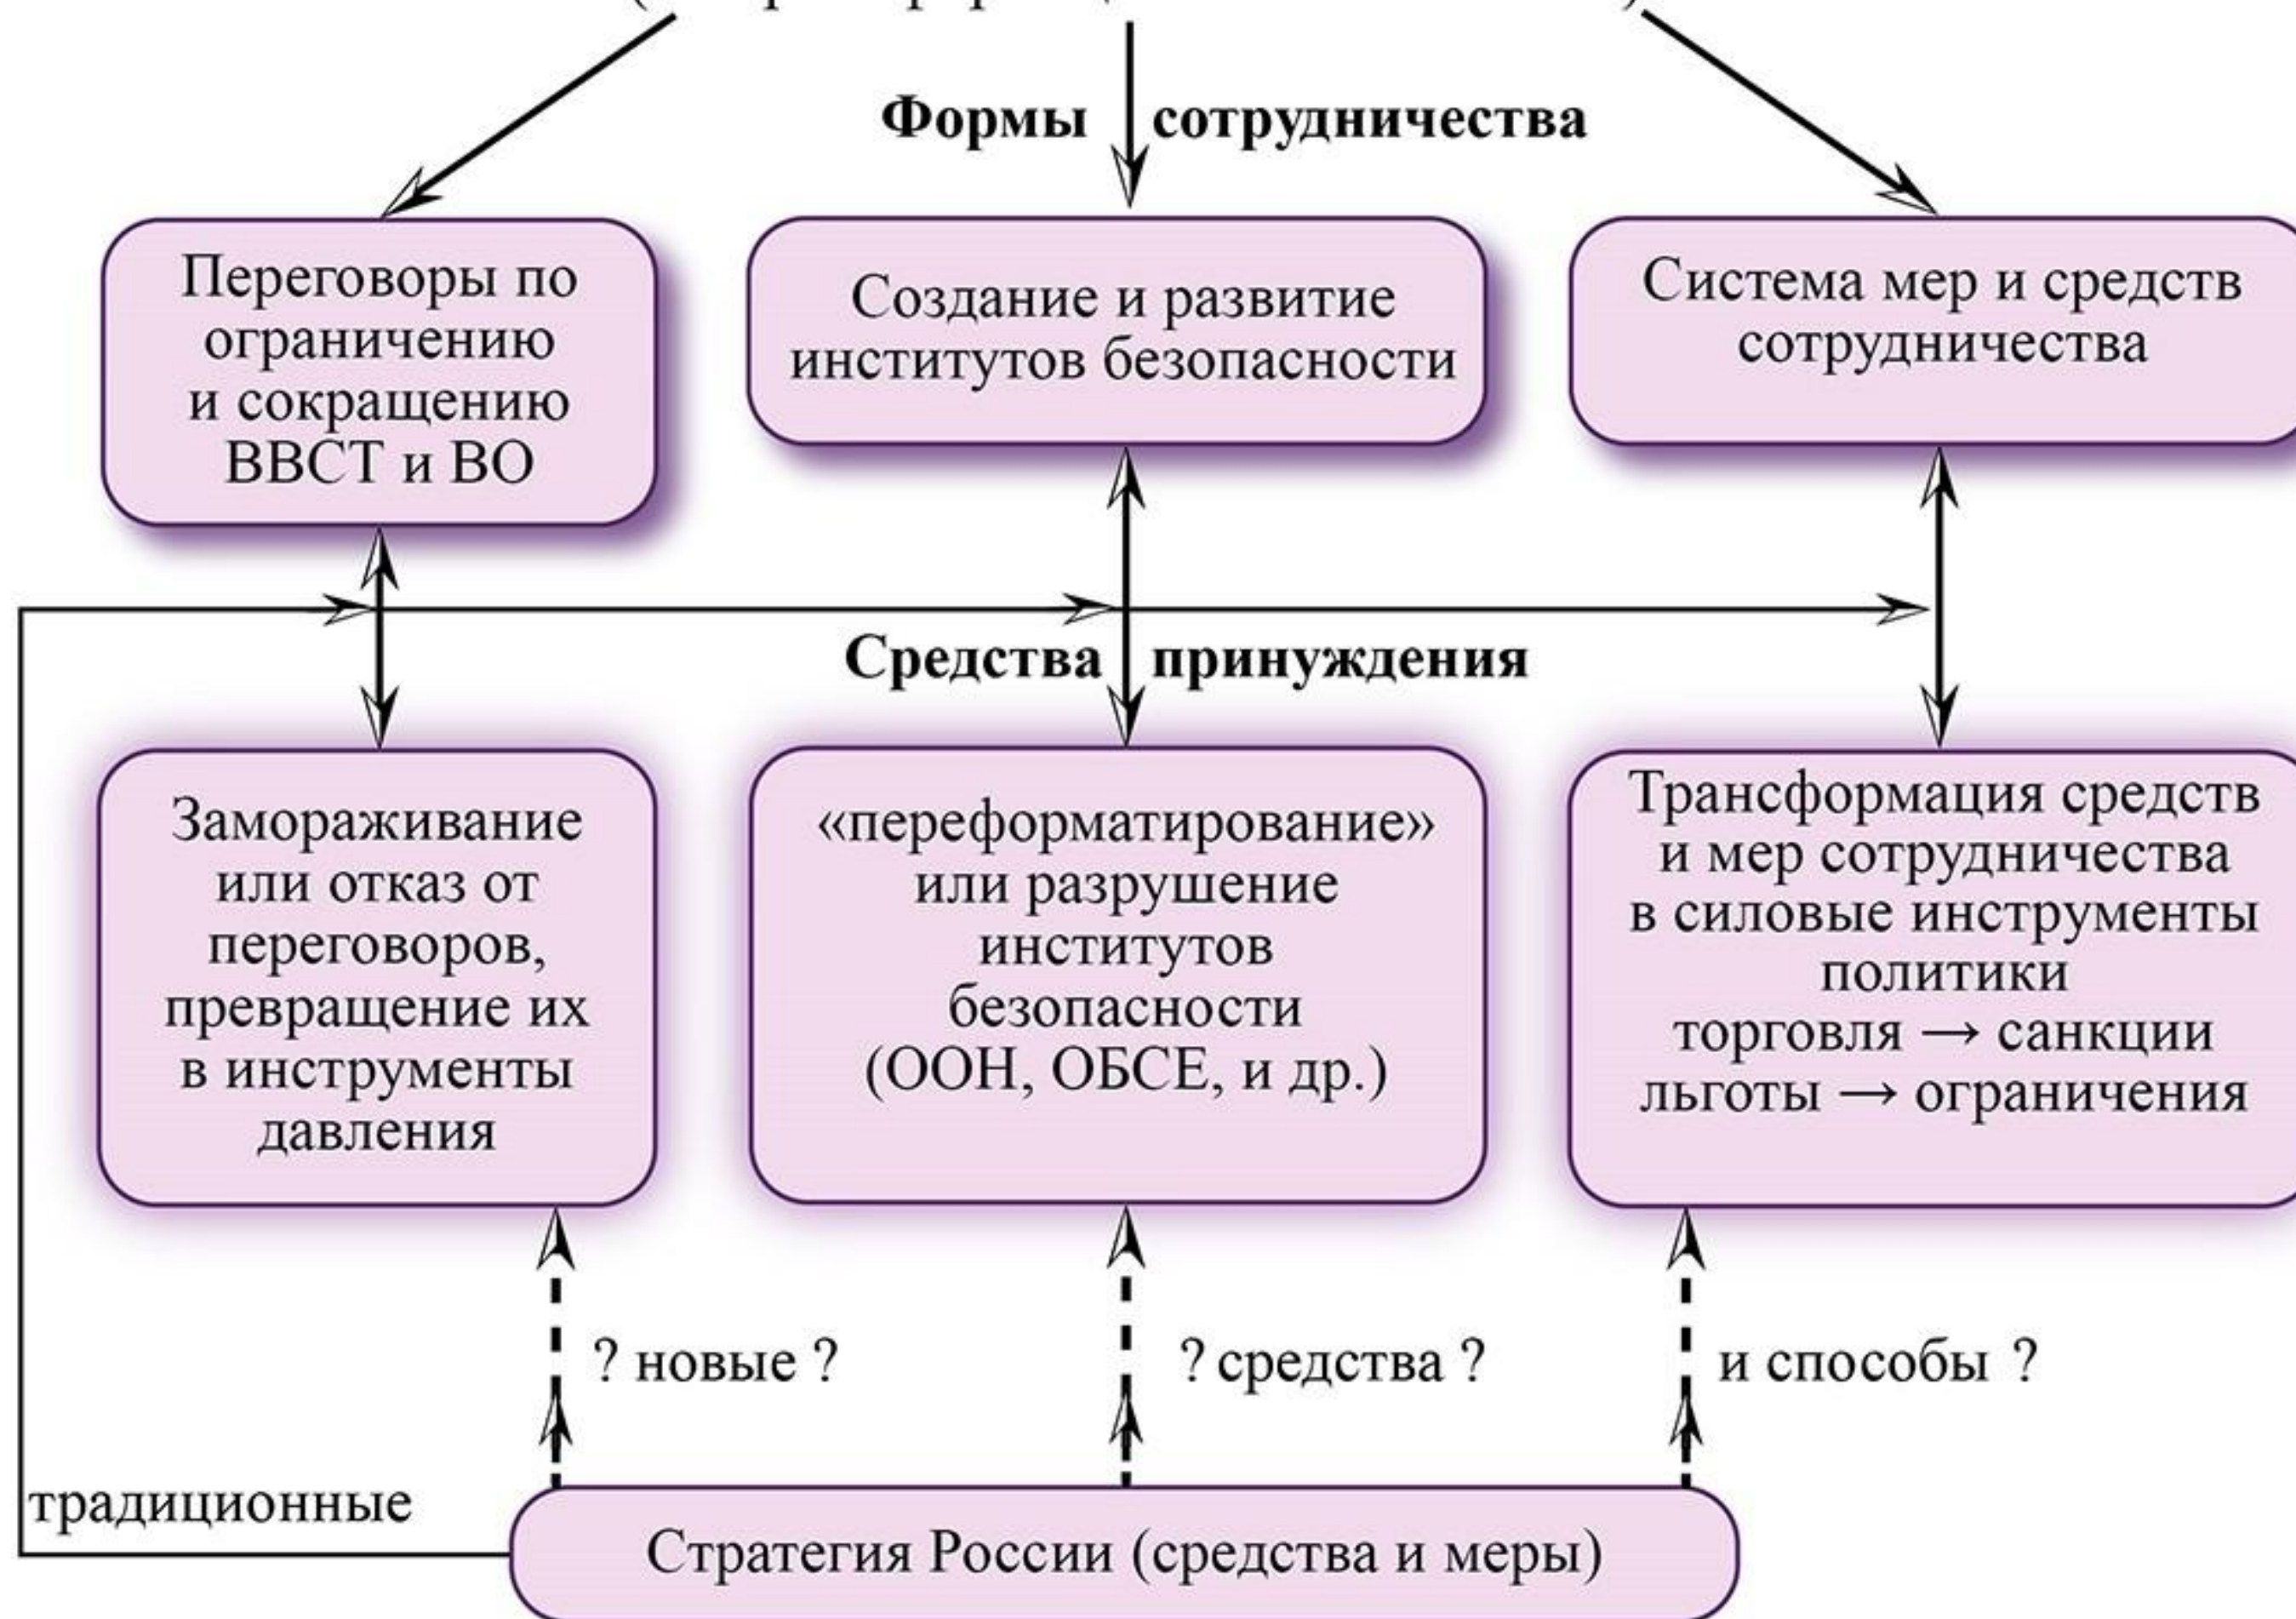 Формы сотрудничества
Переговоры по
ограничению
и сокращению
ВВСТ и ВО
Создание и развитие
институтов безопасности
Система мер и средств
сотрудничества
Средства принуждения
Замораживание
или отказ от
переговоров,
превращение их
в инструменты
давления
«переформатирование»
или разрушение
институтов
безопасности
(ООН, ОБСЕ, и др.)
Трансформация средств
и мер сотрудничества
в силовые инструменты
политики
торговля → санкции
льготы → ограничения
? новые ?
? средства ?
и способы ?
традиционные
Стратегия России (средства и меры)